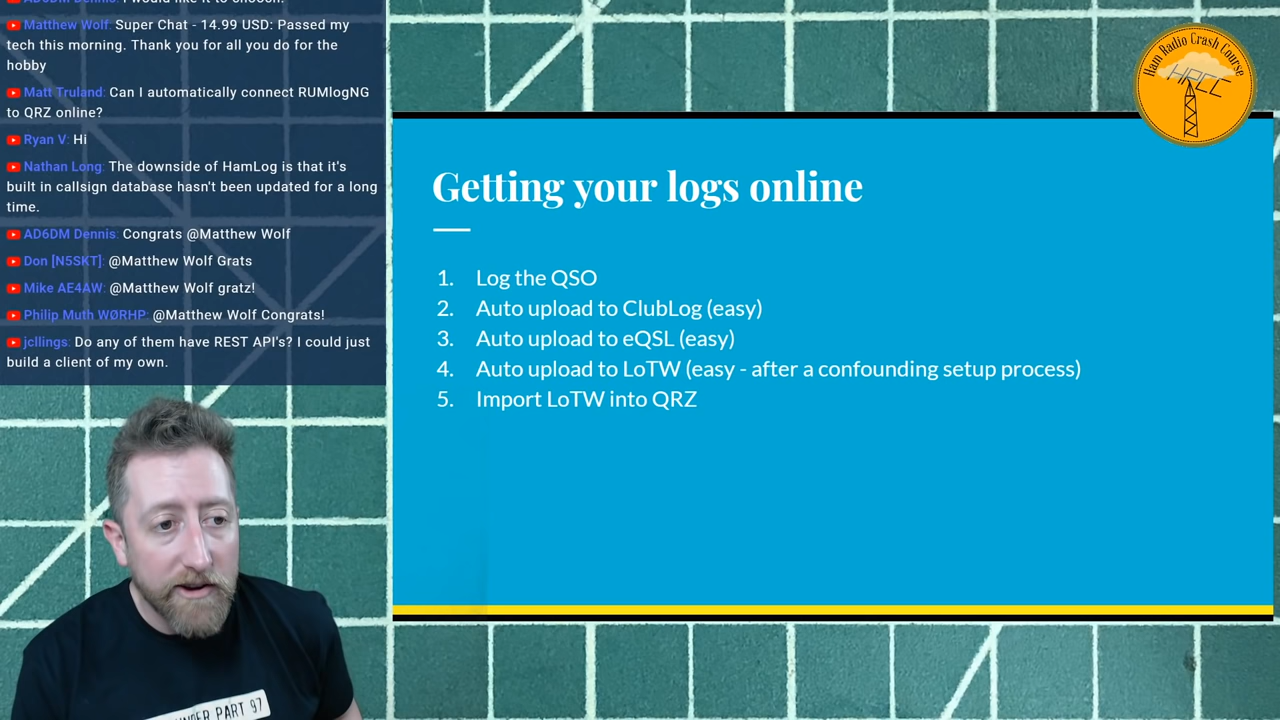 Matthew Wolf: Super Chat - 14.99 USD: Passed my
tech this morning. Thank you for all you do for the
hobby
Matt Truland: Can I automatically connect RUMlogNG
to QRZ online?
Ryan V: Hi
Nathan Long: The downside of HamLog is that it's
built in callsign database hasn't been updated for a long
time.
AD6DM Dennis: Congrats @Matthew Wolf
Don [N5SKT]: @Matthew Wolf Grats
Mike AE4AW: @Matthew Wolf gratz!
Philip Muth WØRHP: @Matthew Wolf Congrats!
jcllings: Do any of them have REST API's? I could just
build a client of my own.
Ham Radio Crash Course
HRCC
Getting your logs online
1. Log the QSO
2. Auto upload to ClubLog (easy)
3. Auto upload to eQSL (easy)
4. Auto upload to LoTW (easy - after a confounding setup process)
5. Import LoTW into QRZ
PART 97